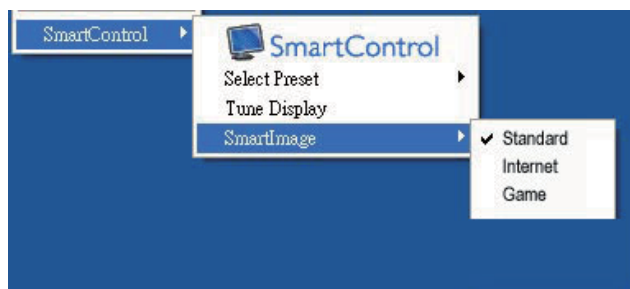 SmartControl
SmartControl
Select Preset
Tune Display
SmartImage
Standard
Internet
Game